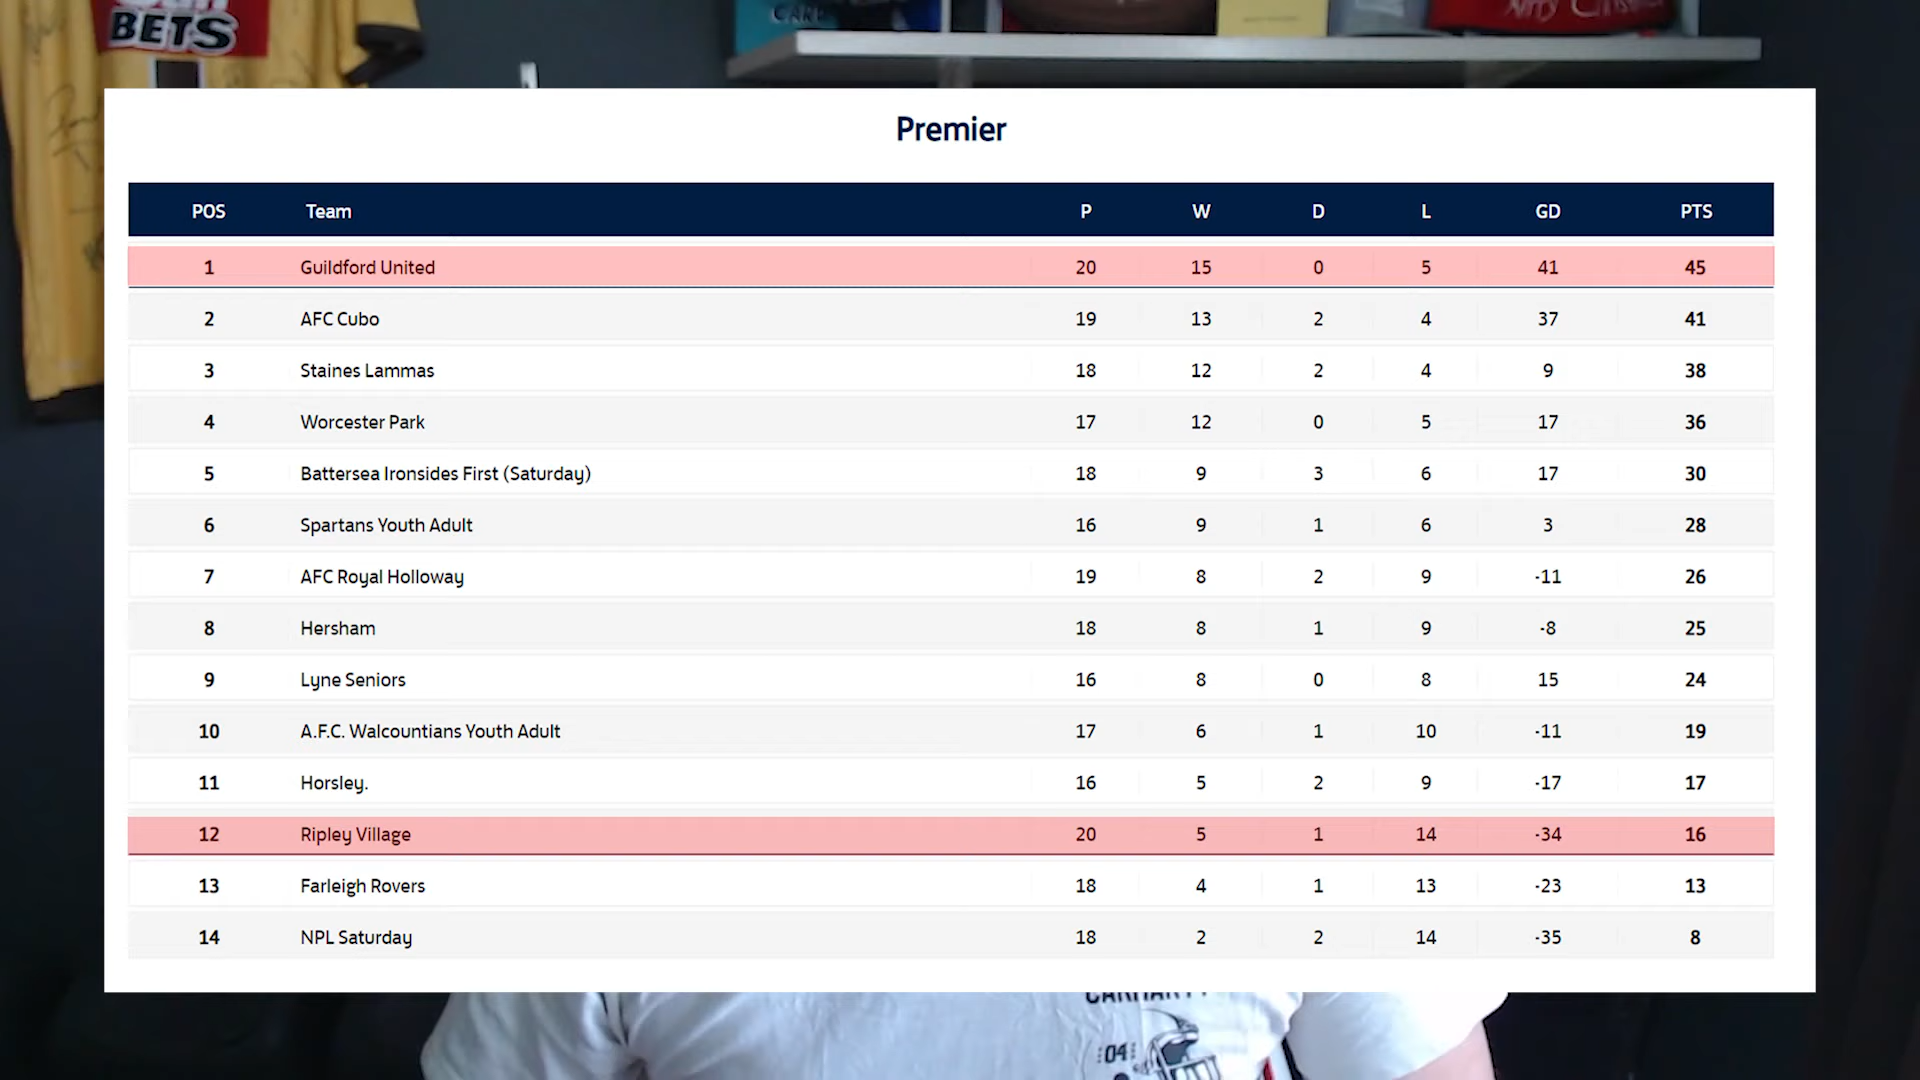 BETS
CARD
Merry Christmas
Premier
POS Team P W D L GD PTS
1 Guildford United 20 15 0 5 41 45
2 AFC Cubo 19 13 2 4 37 41
3 Staines Lammas 18 12 2 4 9 38
4 Worcester Park 17 12 0 5 17 36
5 Battersea Ironsides First (Saturday) 18 9 3 6 17 30
6 Spartans Youth Adult 16 9 1 6 3 28
7 AFC Royal Holloway 19 8 2 9 -11 26
8 Hersham 18 8 1 9 -8 25
9 Lyne Seniors 16 8 0 8 15 24
10 A.F.C. Walcountians Youth Adult 17 6 1 10 -11 19
11 Horsley. 16 5 2 9 -17 17
12 Ripley Village 20 5 1 14 -34 16
13 Farleigh Rovers 18 4 1 13 -23 13
14 NPL Saturday 18 2 2 14 -35 8
04